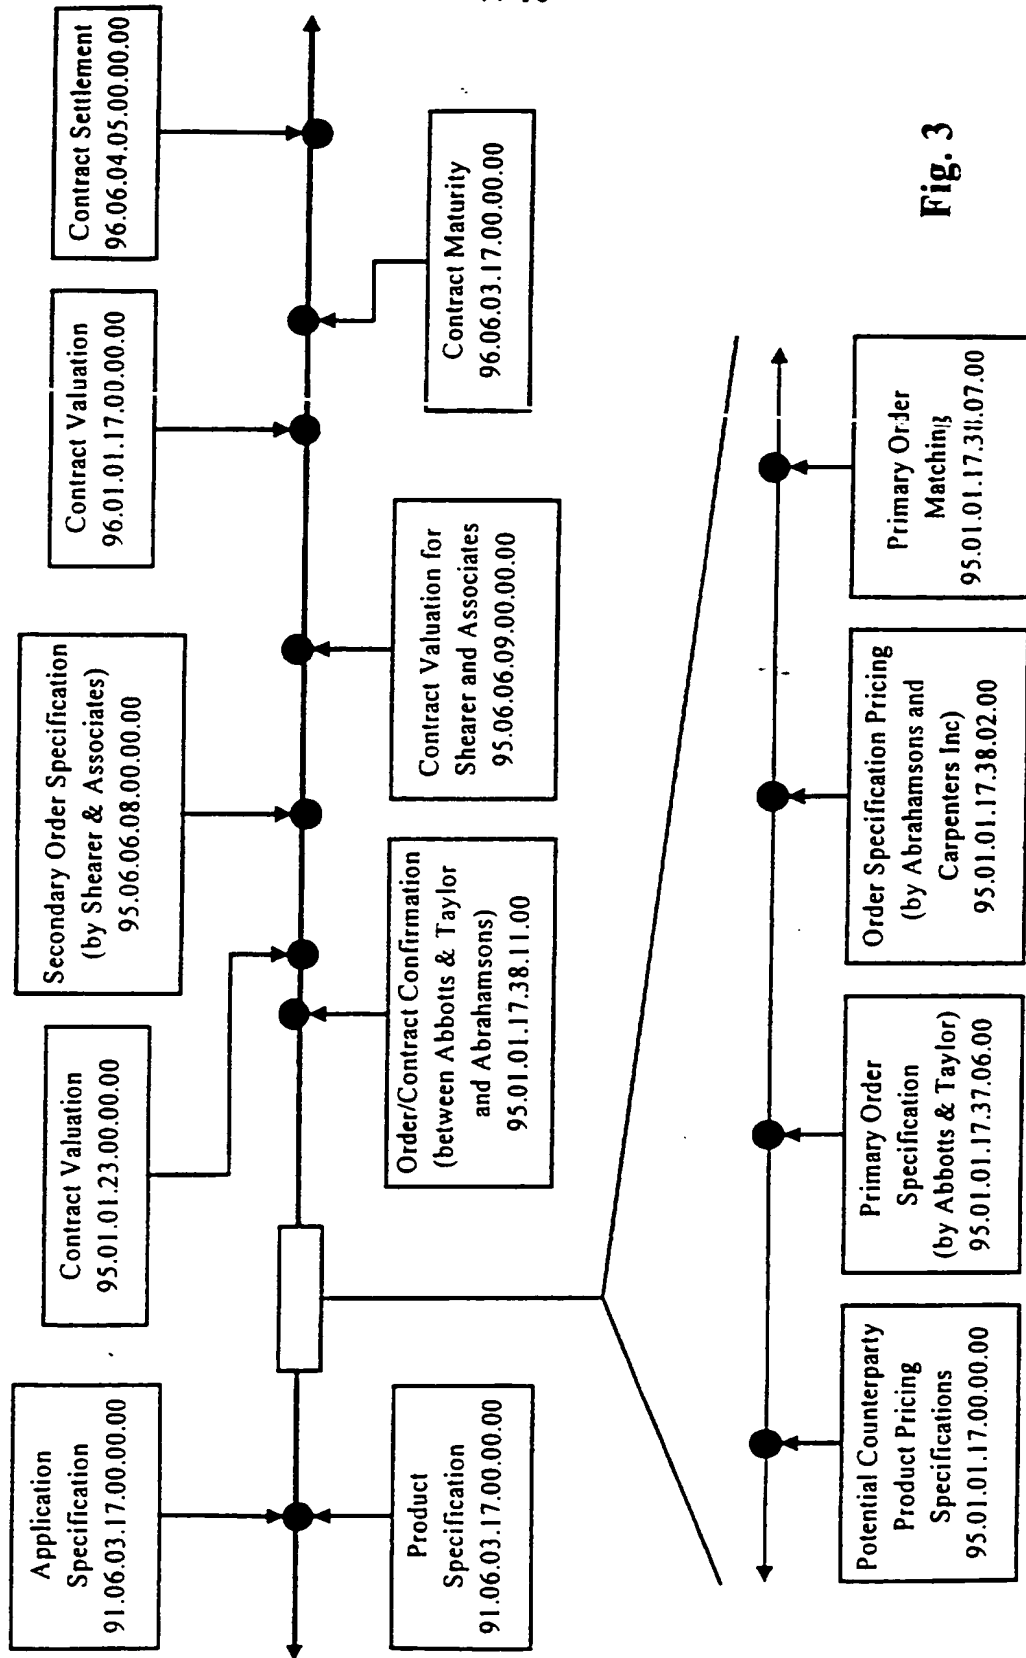 Application
Specification
91.06.03.17.00.00.00
Contract Valuation
95.01.01.23.00.00.00
Secondary Order Specification
(by Shearer & Associates)
95.06.06.08.00.00.00
Contract Valuation
96.01.01.17.00.00.00
Contract Settlement
96.06.04.05.00.00.00
Product
Specification
91.06.03.17.00.00.00
Order/Contract Confirmation
(between Abbotts & Taylor
and Abrahamsons)
95.01.01.17.38.11.00
Contract Valuation for
Shearer and Associates
95.06.06.09.00.00.00
Contract Maturity
96.06.03.17.00.00.00
Potential Counterparty
Product Pricing
Specifications
95.01.01.17.00.00.00
Primary Order
Specification
(by Abbotts & Taylor)
95.01.01.17.37.06.00
Order Specification Pricing
(by Abrahamsons and
Carpenters Inc)
95.01.01.17.38.02.00
Primary Order
Matching
95.01.01.17.38.07.00
Fig. 3